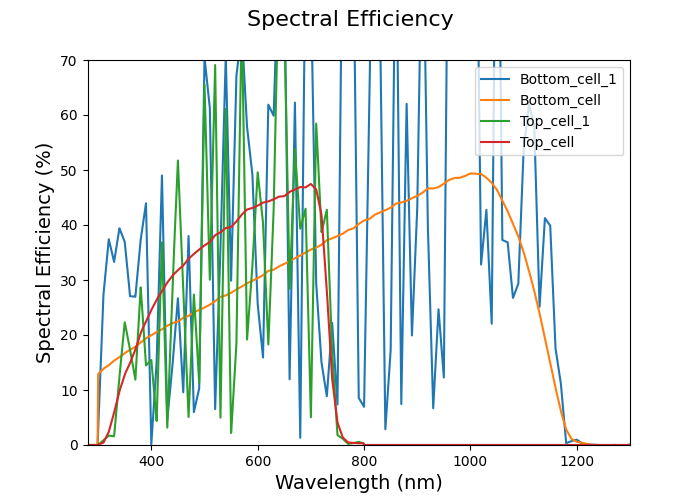 Spectral Efficiency
Spectral Efficiency (%)
70
60
50
40
30
20
10
0
400 600 800 1000 1200
Wavelength (nm)
Bottom_cell_1
Bottom_cell
Top_cell_1
Top_cell